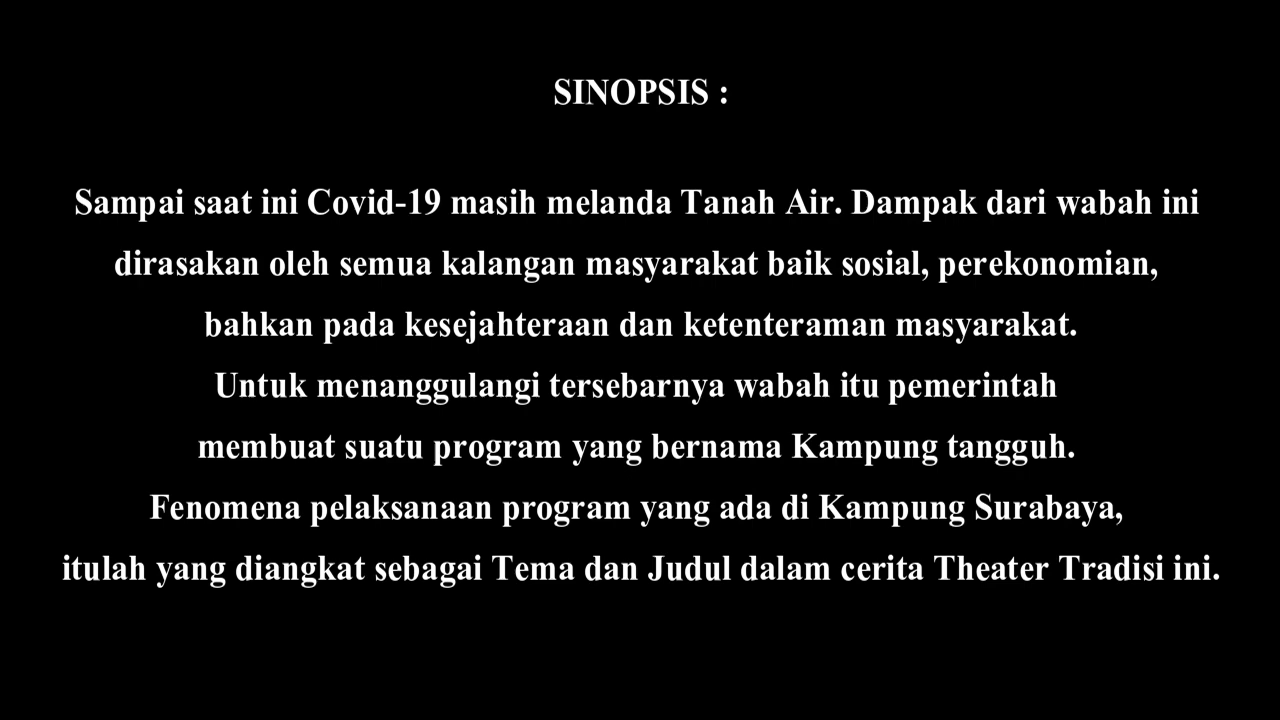 SINOPSIS :
Sampai saat ini Covid-19 masih melanda Tanah Air. Dampak dari wabah ini
dirasakan oleh semua kalangan masyarakat baik sosial, perekonomian,
bahkan pada kesejahteraan dan ketenteraman masyarakat.
Untuk menanggulangi tersebarnya wabah itu pemerintah
membuat suatu program yang bernama Kampung tangguh.
Fenomena pelaksanaan program yang ada di Kampung Surabaya,
itulah yang diangkat sebagai Tema dan Judul dalam cerita Theater Tradisi ini.